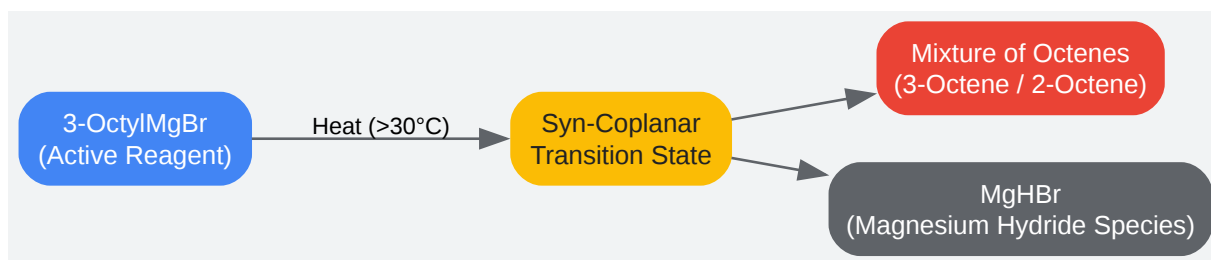 3-OctylMgBr
(Active Reagent)
Heat (>30°C)
Syn-Coplanar
Transition State
Mixture of Octenes
(3-Octene / 2-Octene)
MgHBr
(Magnesium Hydride Species)